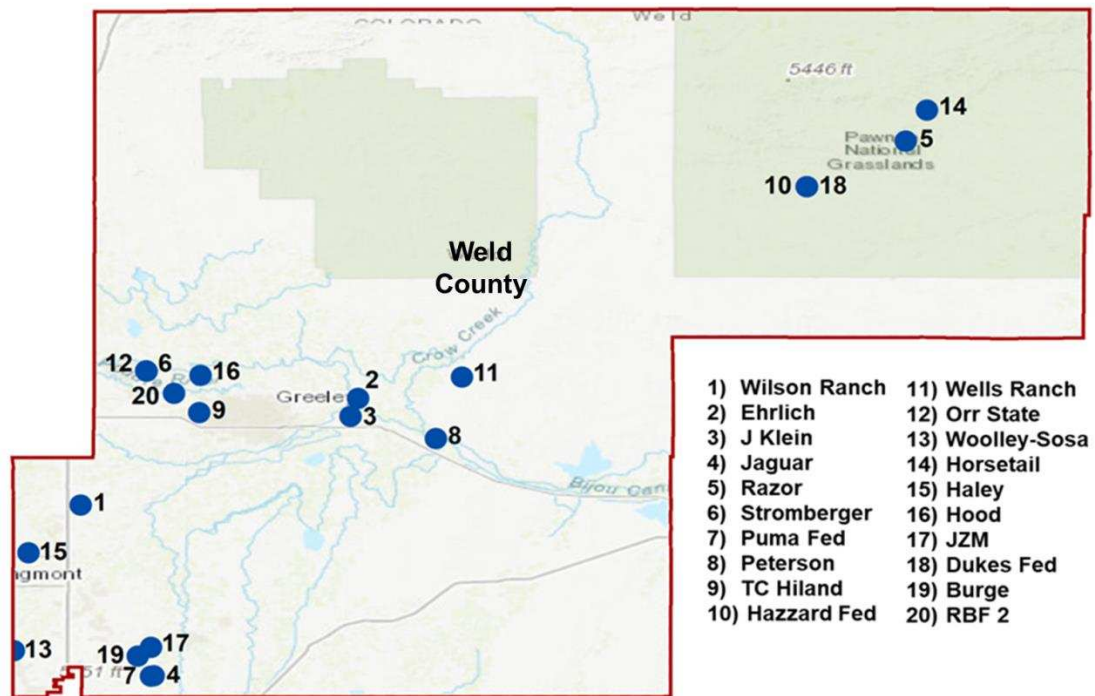 COLORADO
Weld
5446 ft
14
Pawnee
5
National
Grasslands
10 18
Weld
County
Crow Creek
12 6
16
20
9
2
11
Greeley
3
8
Bijou
1
15
ngmont
13
17
19
7 4
ft
1) Wilson Ranch
2) Ehrlich
3) J Klein
4) Jaguar
5) Razor
6) Stromberger
7) Puma Fed
8) Peterson
9) TC Hiland
10) Hazzard Fed
11) Wells Ranch
12) Orr State
13) Woolley-Sosa
14) Horsetail
15) Haley
16) Hood
17) JZM
18) Dukes Fed
19) Burge
20) RBF 2